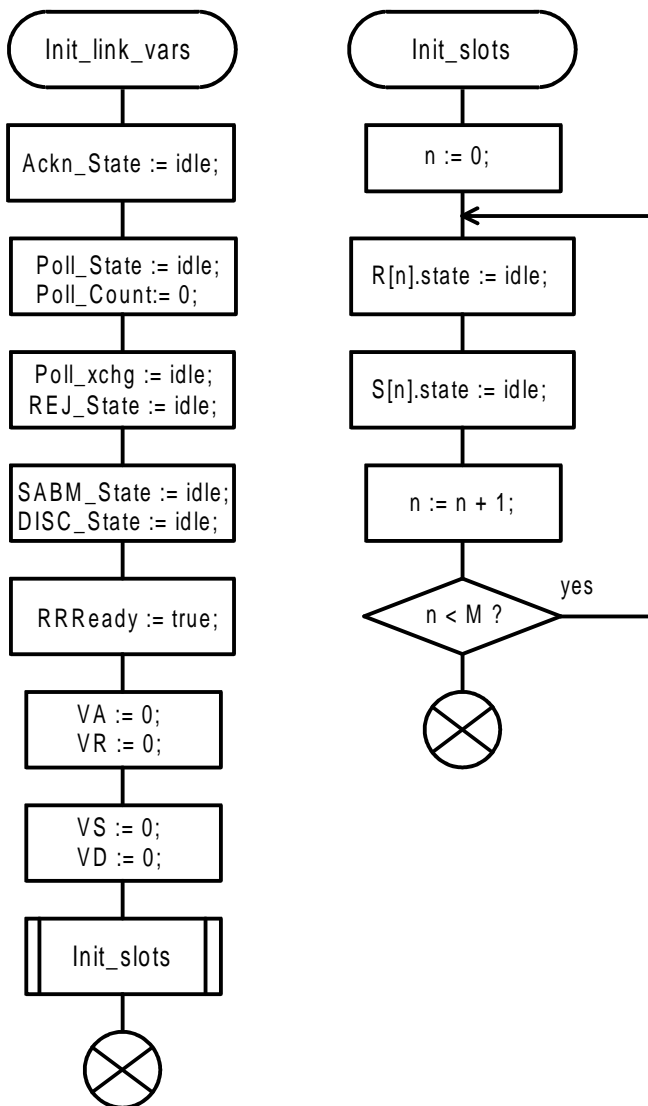 Init_link_vars
Ackn_State := idle;
Poll_State := idle;
Poll_Count:= 0;
Poll_xchg := idle;
REJ_State := idle;
SABM_State := idle;
DISC_State := idle;
RRReady := true;
VA := 0;
VR := 0;
VS := 0;
VD := 0;
Init_slots
Init_slots
n := 0;
R[n].state := idle;
S[n].state := idle;
n := n + 1;
n < M ?
yes